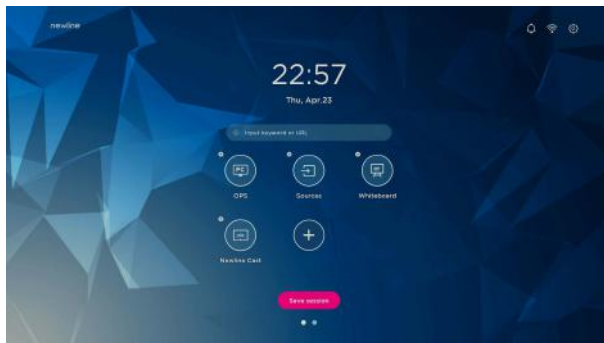 newline
22:57
Thu, Apr.23
Input keyword or URL
PC
OPS
Sources
Whiteboard
Newline Cast
Save session